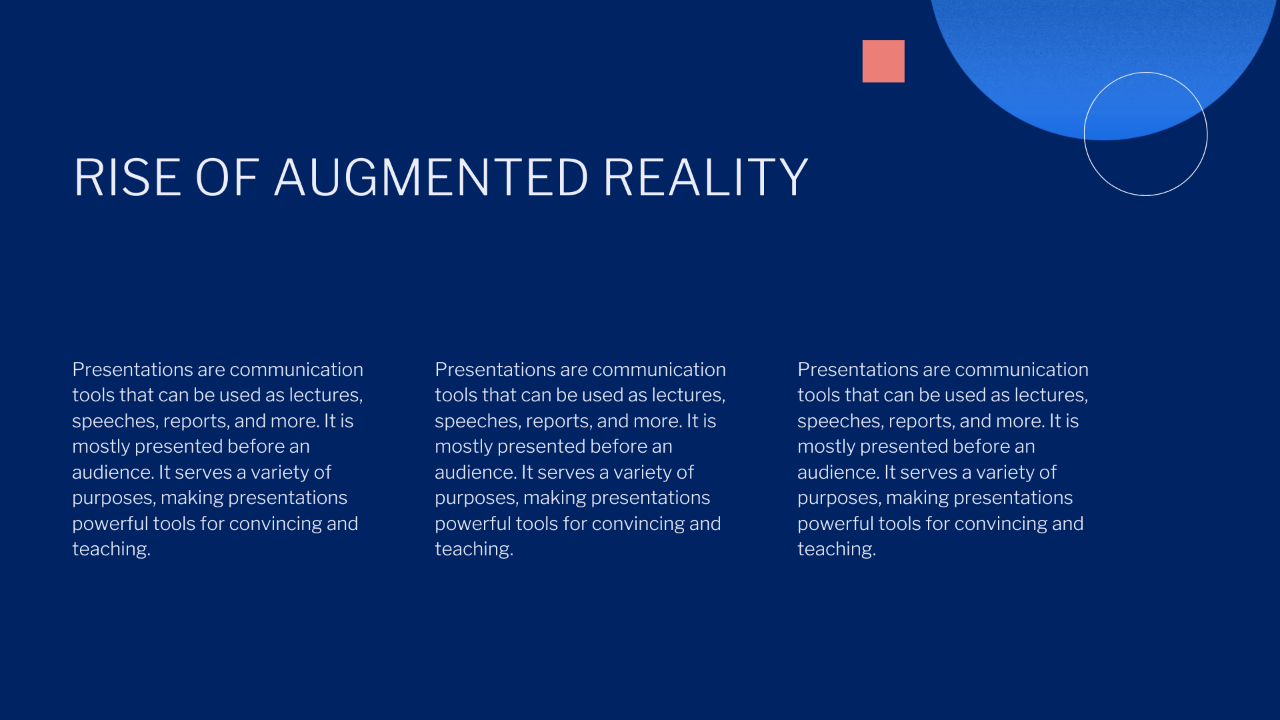 RISE OF AUGMENTED REALITY
Presentations are communication
tools that can be used as lectures,
speeches, reports, and more. It is
mostly presented before an
audience. It serves a variety of
purposes, making presentations
powerful tools for convincing and
teaching.
Presentations are communication
tools that can be used as lectures,
speeches, reports, and more. It is
mostly presented before an
audience. It serves a variety of
purposes, making presentations
powerful tools for convincing and
teaching.
Presentations are communication
tools that can be used as lectures,
speeches, reports, and more. It is
mostly presented before an
audience. It serves a variety of
purposes, making presentations
powerful tools for convincing and
teaching.